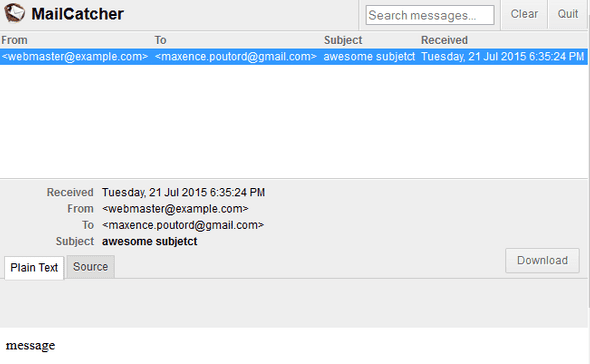 MailCatcher Search messages... Clear Quit
From To Subject Received
<webmaster@example.com> <maxence.poutord@gmail.com> awesome subjetct Tuesday, 21 Jul 2015 6:35:24 PM
Received Tuesday, 21 Jul 2015 6:35:24 PM
From <webmaster@example.com>
To <maxence.poutord@gmail.com>
Subject awesome subjetct
Plain Text Source Download
message